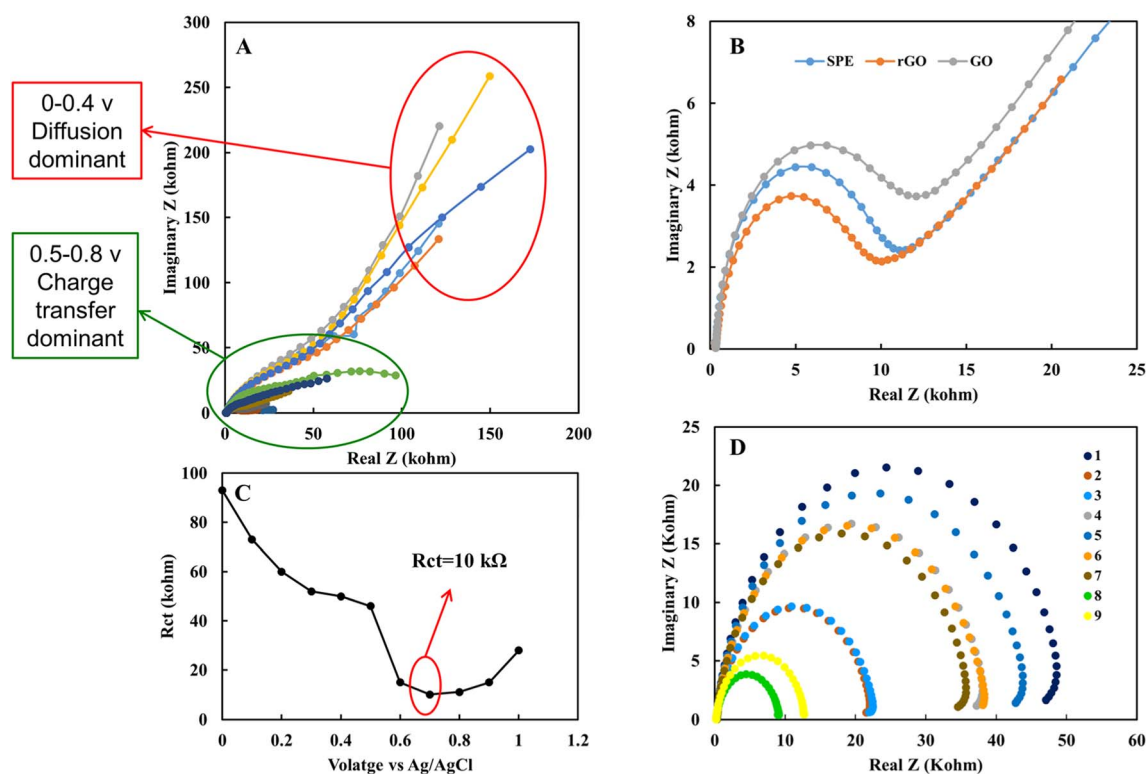 0-0.4 v
Diffusion
dominant
0.5-0.8 v
Charge
transfer
dominant
A
Imaginary Z (kohm)
300
250
200
150
100
50
0
0 50 100 150 200
Real Z (kohm)
B
SPE rGO GO
Imaginary Z (kohm)
8
6
4
2
0
0 5 10 15 20 25
Real Z (kohm)
C
Rct=10 kΩ
Rct (kohm)
100
80
60
40
20
0
0 0.2 0.4 0.6 0.8 1 1.2
Volatge vs Ag/AgCl
D
Imaginary Z (Kohm)
25
20
15
10
5
0
1
2
3
4
5
6
7
8
9
0 10 20 30 40 50 60
Real Z (Kohm)